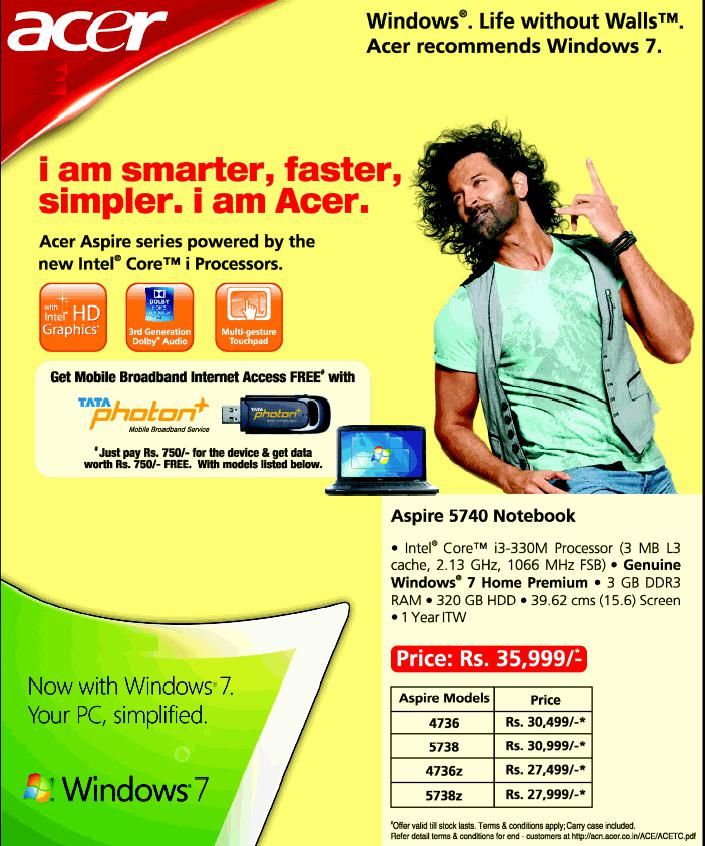 acer
Windows®. Life without Walls™.
Acer recommends Windows 7.
i am smarter, faster,
simpler. i am Acer.
Acer Aspire series powered by the
new Intel® Core™ i Processors.
with
Intel® HD
Graphics*
DOLBY
3rd Generation
Dolby® Audio
Multi-gesture
Touchpad
Get Mobile Broadband Internet Access FREE# with
TATA
photon+
Mobile Broadband Service
TATA
photon+
#Just pay Rs. 750/- for the device & get data
worth Rs. 750/- FREE. With models listed below.
Aspire 5740 Notebook
• Intel® Core™ i3-330M Processor (3 MB L3
cache, 2.13 GHz, 1066 MHz FSB) • Genuine
Windows® 7 Home Premium • 3 GB DDR3
RAM • 320 GB HDD • 39.62 cms (15.6) Screen
• 1 Year ITW
Price: Rs. 35,999/-*
Aspire Models Price
4736 Rs. 30,499/-*
5738 Rs. 30,999/-*
4736z Rs. 27,499/-*
5738z Rs. 27,999/-*
Now with Windows® 7.
Your PC, simplified.
Windows® 7
#Offer valid till stock lasts. Terms & conditions apply; Carry case included.
Refer detail terms & conditions for end - customers at http://acn.acer.co.in/ACE/ACETC.pdf